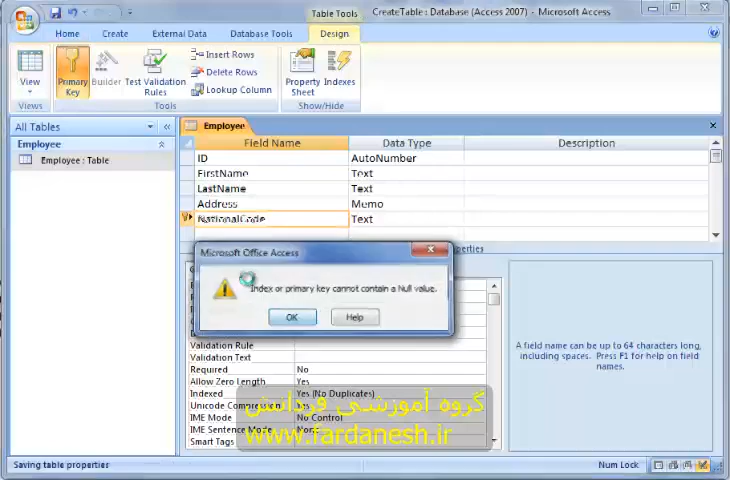 Table Tools
CreateTable : Database (Access 2007) - Microsoft Access
Home
Create
External Data
Database Tools
Design
View
Primary Key
Builder
Test Validation Rules
Insert Rows
Delete Rows
Lookup Column
Property Sheet
Indexes
Views
Tools
Show/Hide
All Tables
Employee
Employee : Table
Employee
Field Name Data Type Description
ID AutoNumber
FirstName Text
LastName Text
Address Memo
NationalCode Text
Microsoft Office Access
Index or primary key cannot contain a Null value.
OK Help
Validation Rule
Validation Text
Required No
Allow Zero Length Yes
Indexed Yes (No Duplicates)
Unicode Compression Yes
IME Mode No Control
IME Sentence Mode None
Smart Tags
A field name can be up to 64 characters long, including spaces. Press F1 for help on field names.
گروه آموزشی فردانش
www.fardanesh.ir
Saving table properties
Num Lock